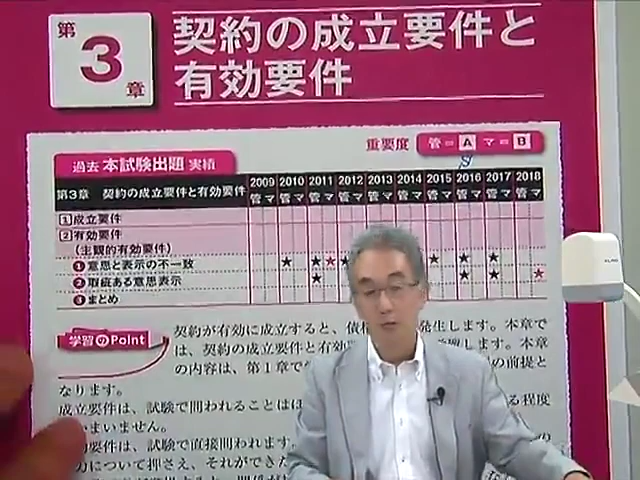 第3章
契約の成立要件と
有効要件
重要度 管=A マ=B
過去 本試験出題 実績
第3章 契約の成立要件と有効要件 2009 2010 2011 2012 2013 2014 2015 2016 2017 2018
管 マ 管 マ 管 マ 管 マ 管 マ 管 マ 管 マ 管 マ 管 マ 管 マ
1 成立要件
2 有効要件
(主観的有効要件)
❶ 意思と表示の不一致 ★ ★ ★ ★ ★ ★
❷ 瑕疵ある意思表示 ★ ★ ★ ★
❸ まとめ
学習のPoint
契約が有効に成立すると、債 発生します。本章で
は、契約の成立要件と有効 します。本章
の内容は、第1章で の前提と
なります。
成立要件は、試験で問われることはほ る程度
まいません。
要件は、試験で直接問われます。
について押さえ、それができた